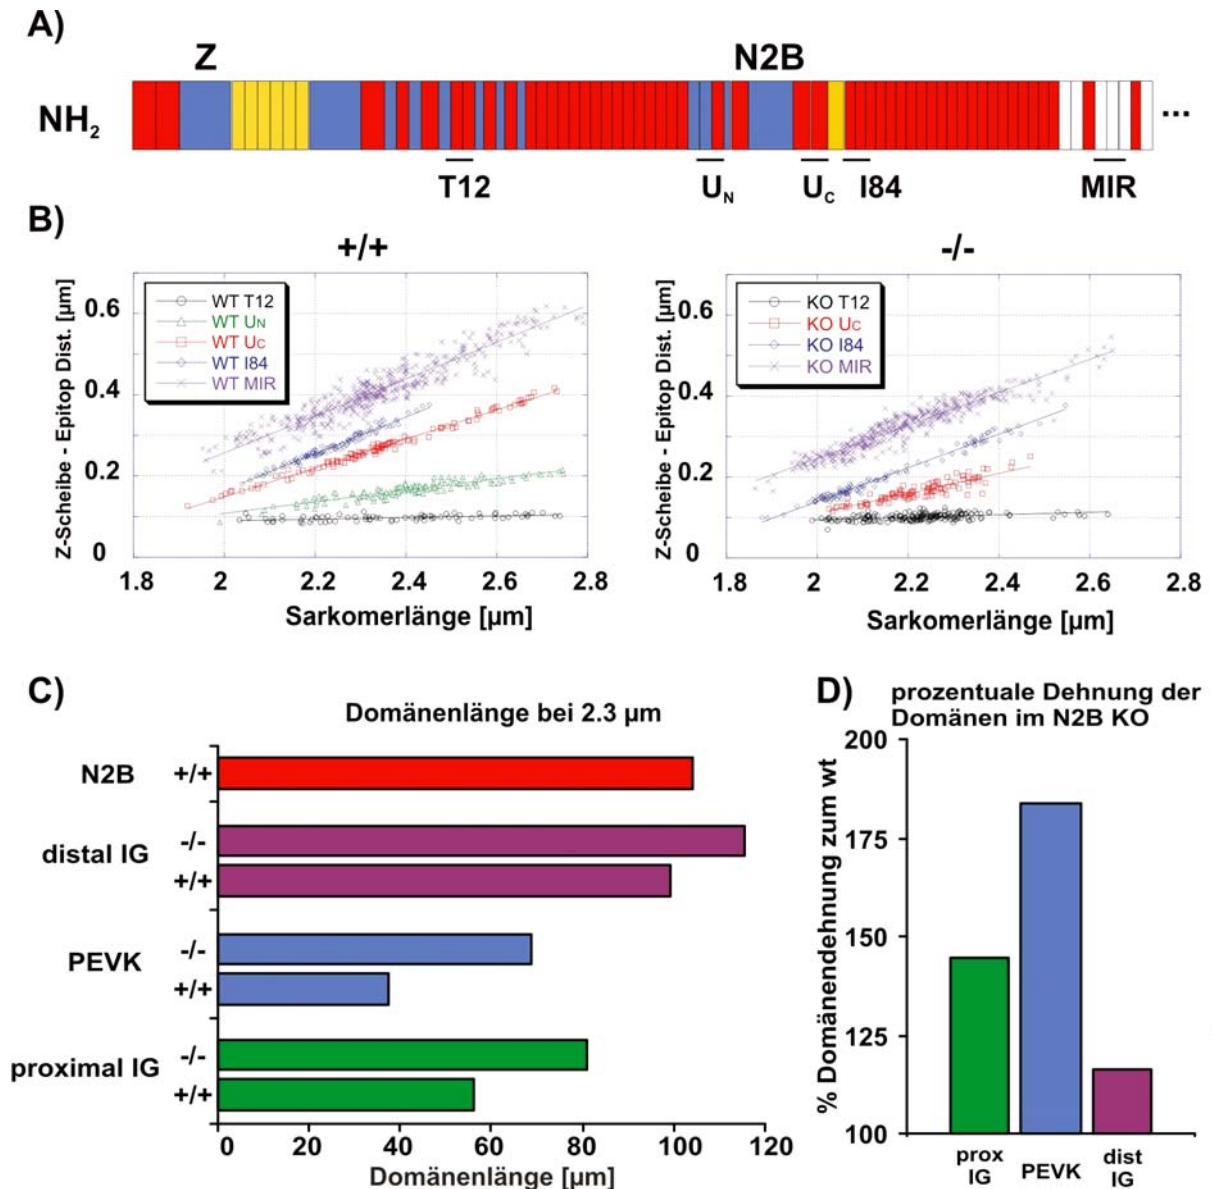 A)
Z N2B
NH2 ...
T12 UN UC I84 MIR
B)
+/+
Z-Scheibe - Epitop Dist. [µm]
0.6
0.4
0.2
0
WT T12
WT UN
WT UC
WT I84
WT MIR
1.8 2 2.2 2.4 2.6 2.8
Sarkomerlänge [µm]
-/-
Z-Scheibe - Epitop Dist. [µm]
0.6
0.4
0.2
0
KO T12
KO UC
KO I84
KO MIR
1.8 2 2.2 2.4 2.6 2.8
Sarkomerlänge [µm]
C)
Domänenlänge bei 2.3 µm
N2B +/+
distal IG -/-
+/+
PEVK -/-
+/+
proximal IG -/-
+/+
0 20 40 60 80 100 120
Domänenlänge [µm]
D)
prozentuale Dehnung der
Domänen im N2B KO
% Domänendehnung zum wt
200
175
150
125
100
prox
IG
PEVK
dist
IG